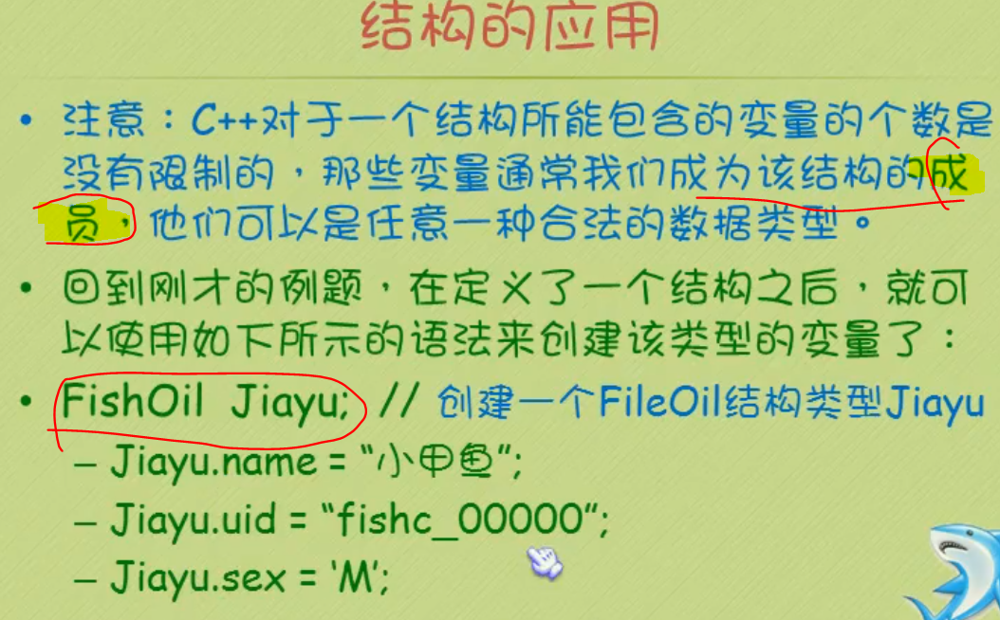 结构的应用
• 注意：C++对于一个结构所能包含的变量的个数是
没有限制的，那些变量通常我们成为该结构的成
员，他们可以是任意一种合法的数据类型。
• 回到刚才的例题，在定义了一个结构之后，就可
以使用如下所示的语法来创建该类型的变量了：
• FishOil Jiayu; // 创建一个FileOil结构类型Jiayu
– Jiayu.name = “小甲鱼”;
– Jiayu.uid = “fishc_00000”;
– Jiayu.sex = ‘M’;